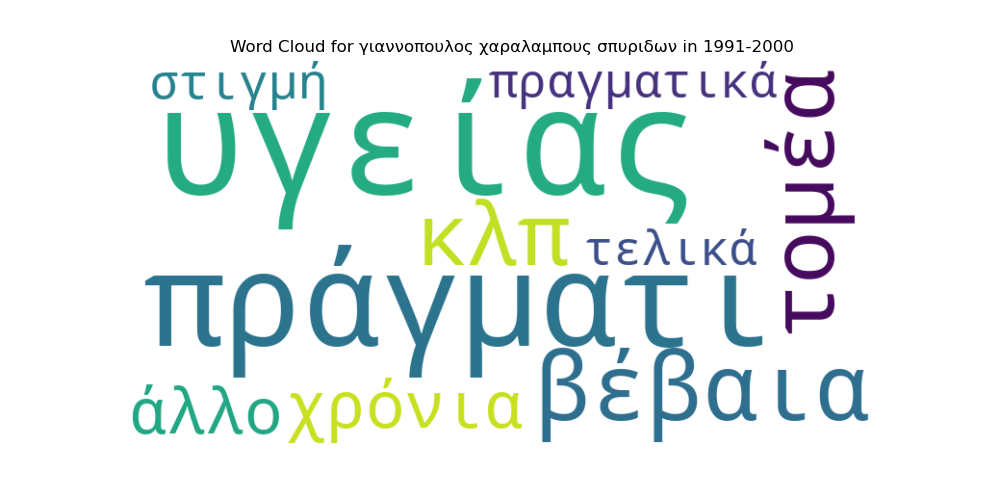 Word Cloud for γιαννοπουλος χαραλαμπους σπυριδων in 1991-2000
στιγμή πραγματικά
υγείας
τομέα
κλπ τελικά
πράγματι
βέβαια
άλλο χρόνια